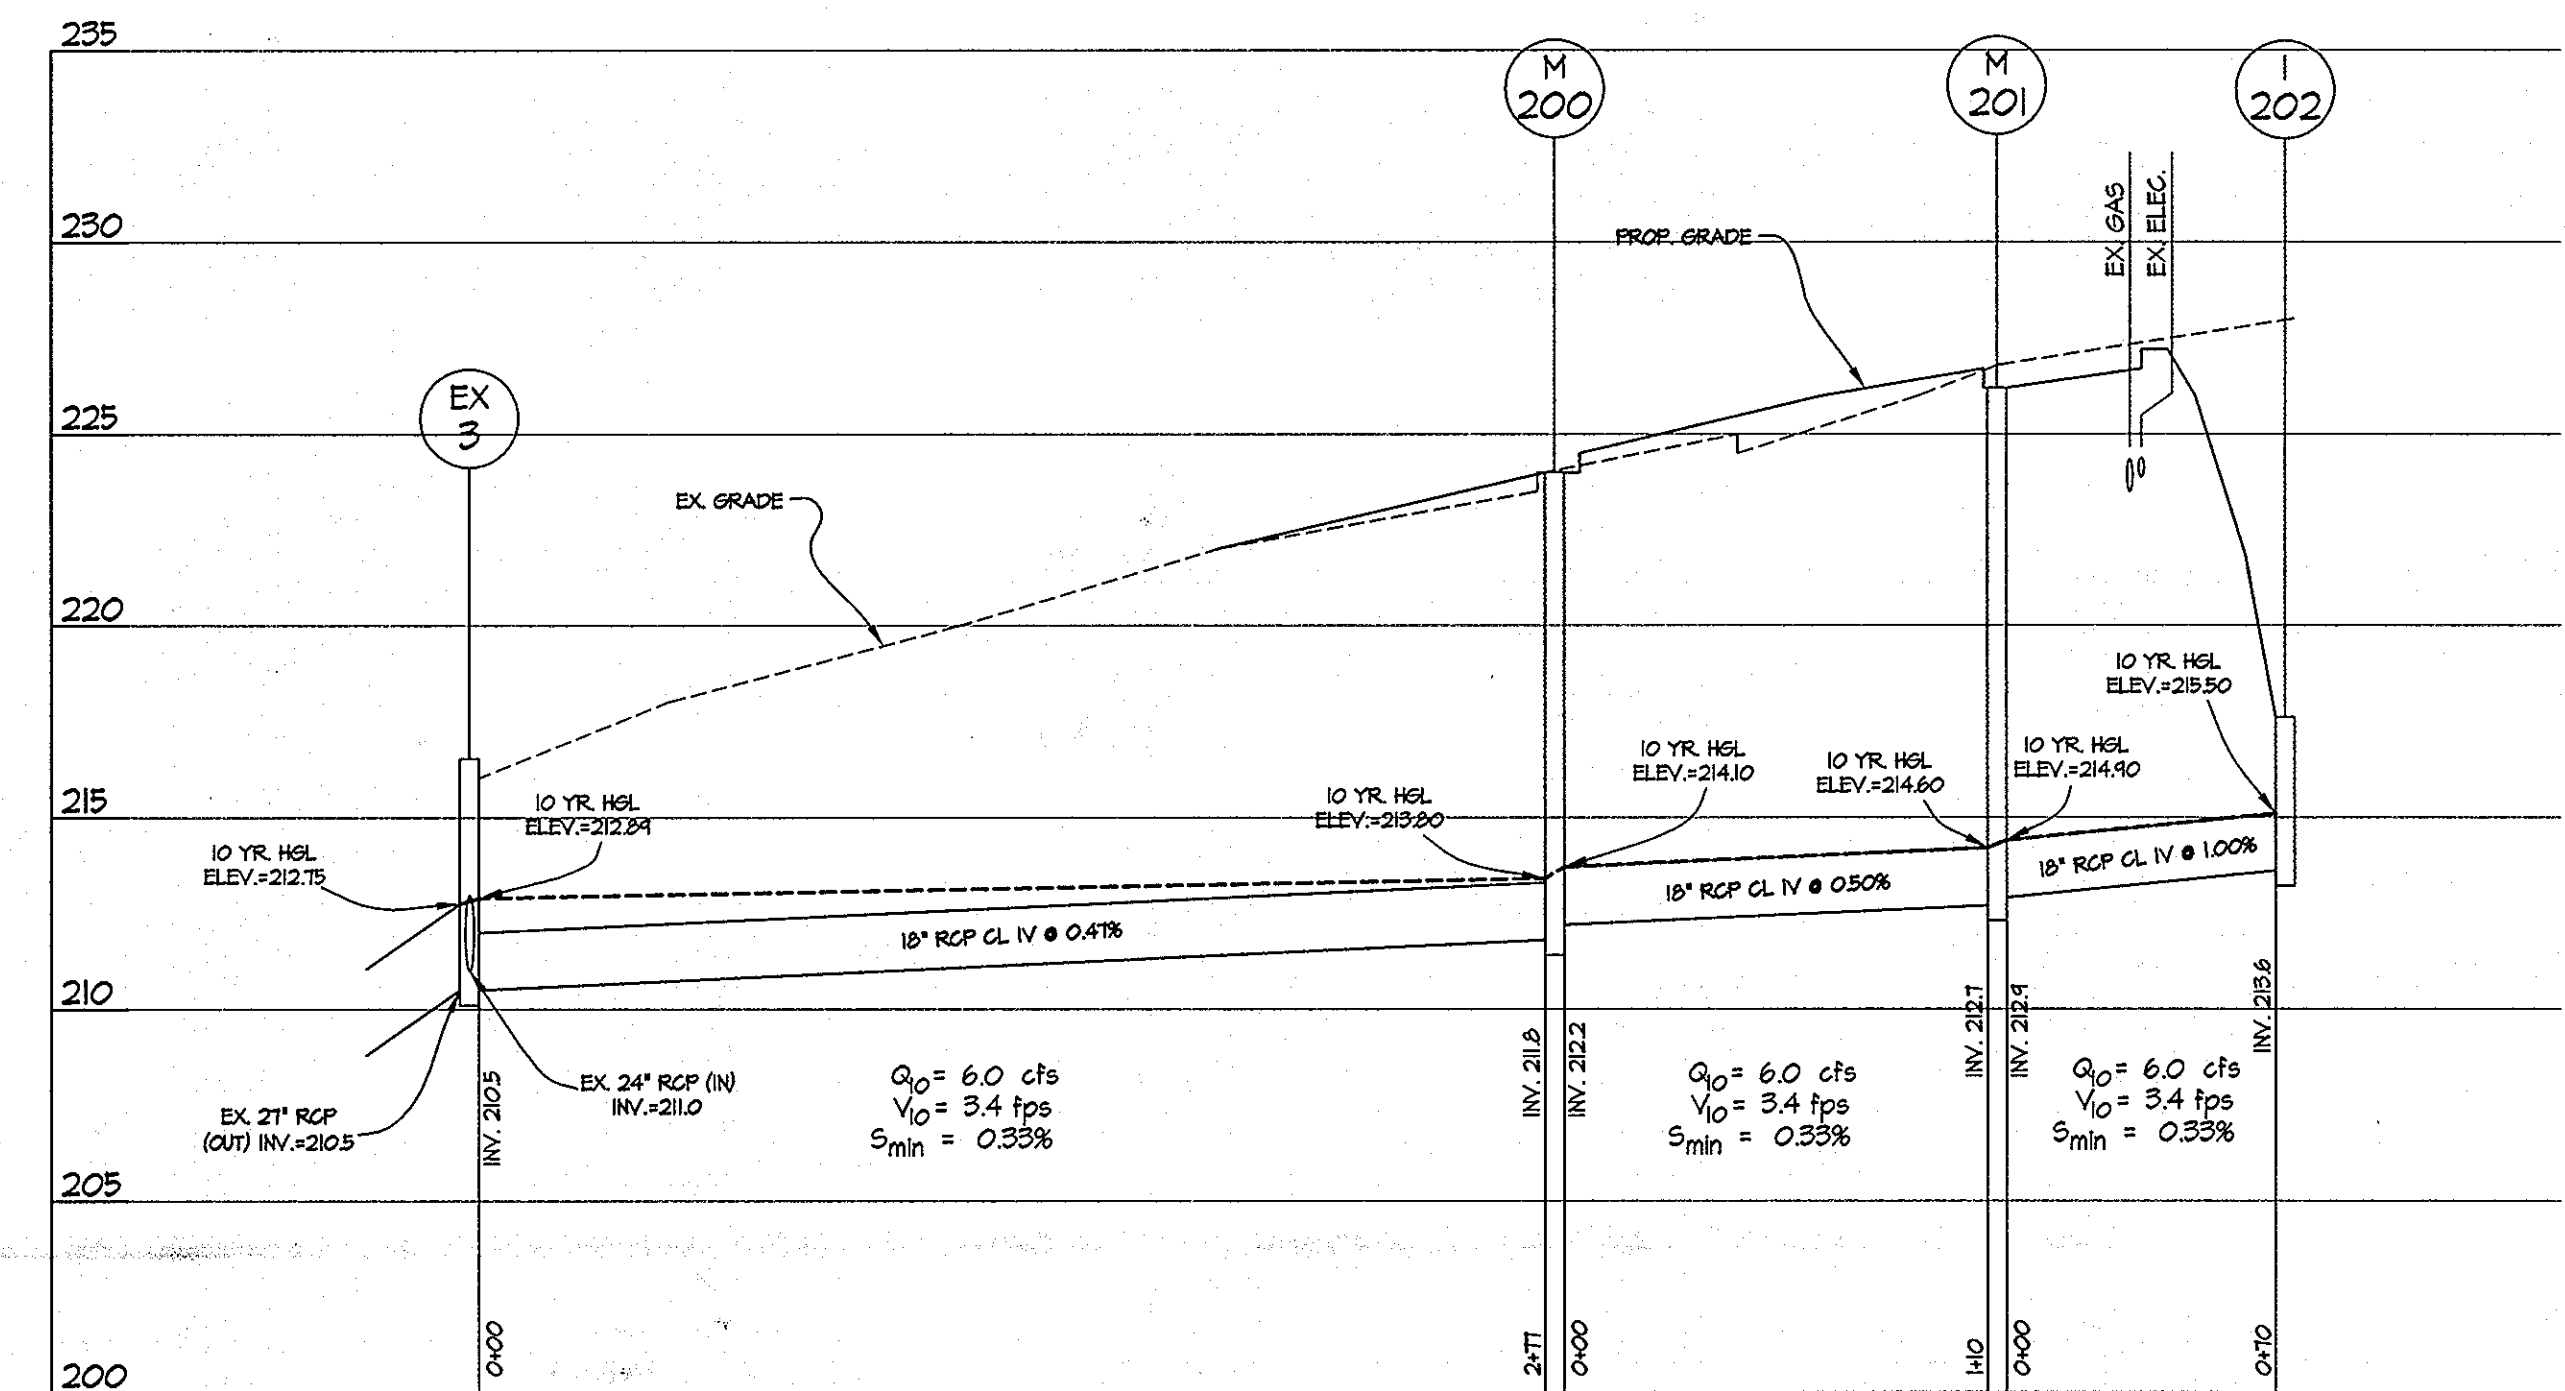 235
230
225
220
215
210
205
200
EX
3
M
200
M
201
I
202
EX. GAS
EX. ELEC.
PROP. GRADE
EX. GRADE
10 YR. HGL
ELEV.=212.75
10 YR. HGL
ELEV.=212.89
10 YR. HGL
ELEV.=213.80
10 YR. HGL
ELEV.=214.10
10 YR. HGL
ELEV.=214.60
10 YR. HGL
ELEV.=214.90
10 YR. HGL
ELEV.=215.50
18" RCP CL IV @ 0.47%
18" RCP CL IV @ 0.50%
18" RCP CL IV @ 1.00%
EX. 27" RCP
(OUT) INV.=210.5
EX. 24" RCP (IN)
INV.=211.0
INV. 210.5
INV. 211.8
INV. 212.2
INV. 212.7
INV. 212.9
INV. 213.6
Q10 = 6.0 cfs
V10 = 3.4 fps
Smin = 0.33%
Q10 = 6.0 cfs
V10 = 3.4 fps
Smin = 0.33%
Q10 = 6.0 cfs
V10 = 3.4 fps
Smin = 0.33%
0+00
2+77
0+00
1+10
0+00
0+70